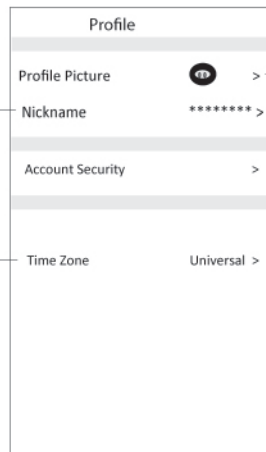 Profile
Profile Picture >
Nickname ******** >
Account Security >
Time Zone Universal >